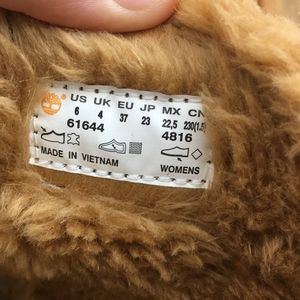 US UK EU JP MX CN
6 4 37 23 22,5 230(1.5)
61644 4816
MADE IN VIETNAM WOMENS